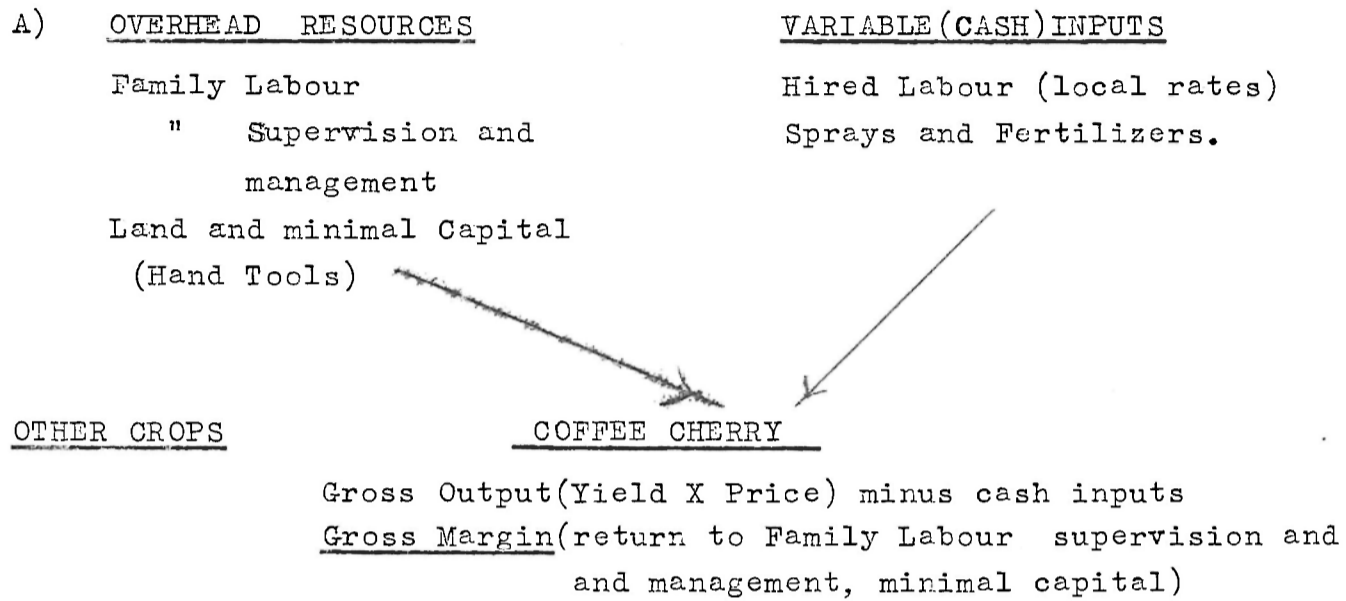 A) OVERHEAD RESOURCES VARIABLE(CASH)INPUTS
Family Labour Hired Labour (local rates)
" Supervision and Sprays and Fertilizers.
management
Land and minimal Capital
(Hand Tools)
OTHER CROPS COFFEE CHERRY
Gross Output(Yield X Price) minus cash inputs
Gross Margin(return to Family Labour supervision and
and management, minimal capital)